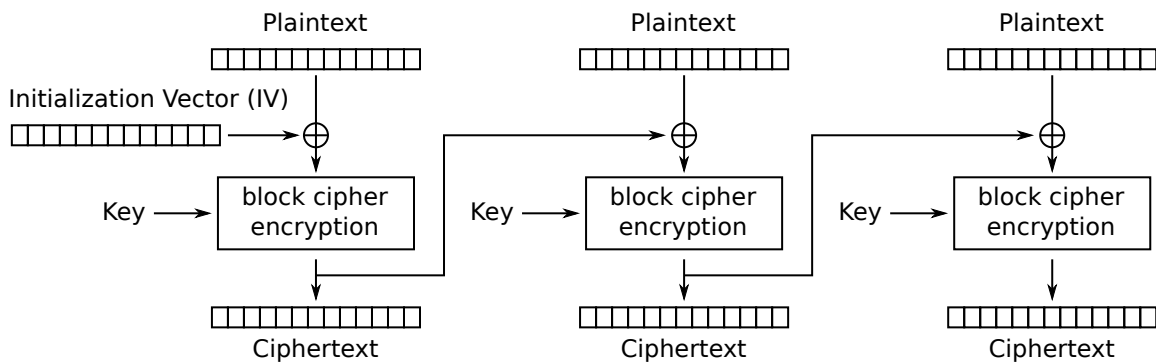 Plaintext
Plaintext
Plaintext
Initialization Vector (IV)
Key
block cipher
encryption
Key
block cipher
encryption
Key
block cipher
encryption
Ciphertext
Ciphertext
Ciphertext